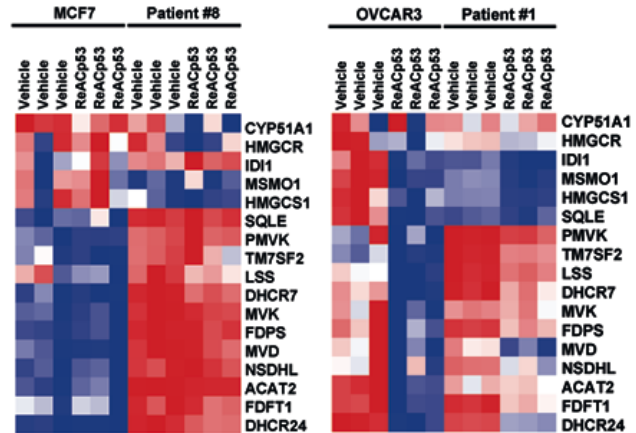 MCF7 Patient #8
Vehicle Vehicle Vehicle ReACp53 ReACp53 ReACp53 Vehicle Vehicle Vehicle ReACp53 ReACp53 ReACp53
CYP51A1
HMGCR
IDI1
MSMO1
HMGCS1
SQLE
PMVK
TM7SF2
LSS
DHCR7
MVK
FDPS
MVD
NSDHL
ACAT2
FDFT1
DHCR24
OVCAR3 Patient #1
Vehicle Vehicle Vehicle ReACp53 ReACp53 ReACp53 Vehicle Vehicle Vehicle ReACp53 ReACp53 ReACp53
CYP51A1
HMGCR
IDI1
MSMO1
HMGCS1
SQLE
PMVK
TM7SF2
LSS
DHCR7
MVK
FDPS
MVD
NSDHL
ACAT2
FDFT1
DHCR24